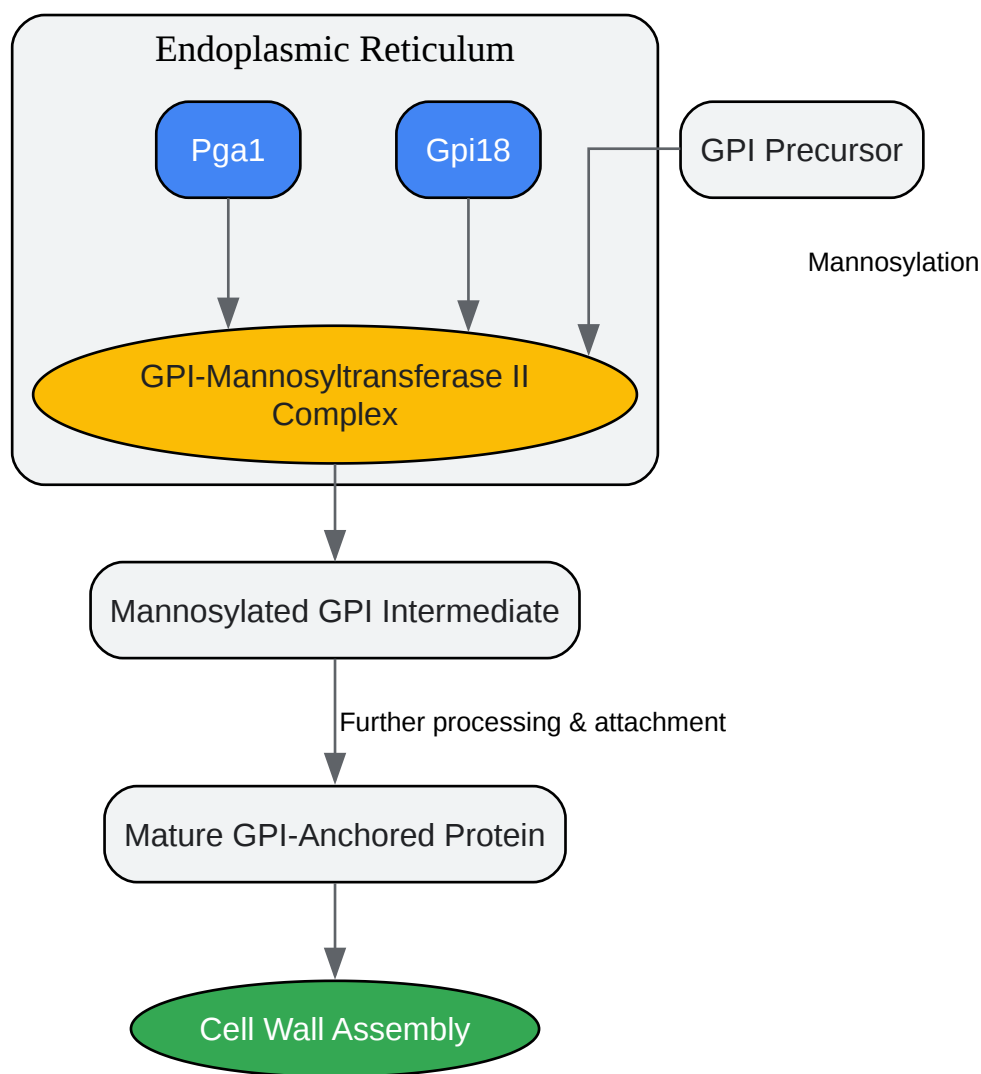 Endoplasmic Reticulum
Pga1
Gpi18
GPI Precursor
Mannosylation
GPI-Mannosyltransferase II
Complex
Mannosylated GPI Intermediate
Further processing & attachment
Mature GPI-Anchored Protein
Cell Wall Assembly